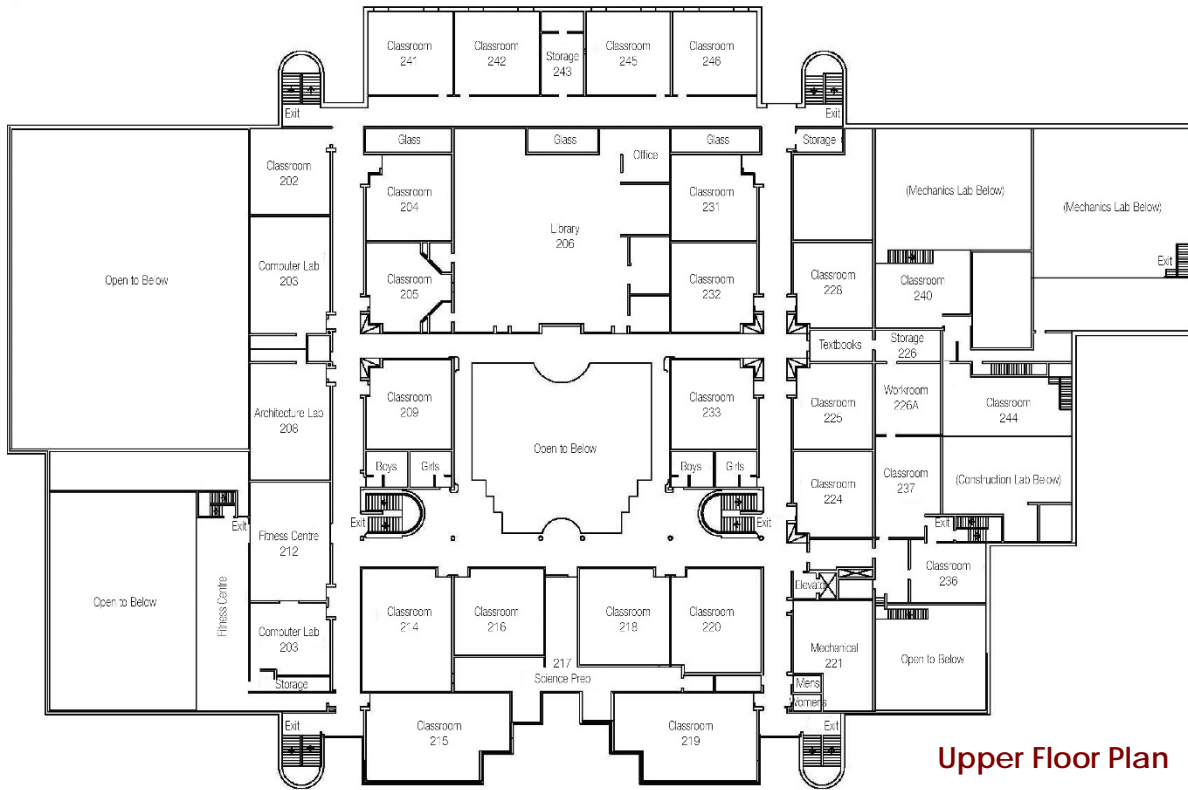 Classroom
241
Classroom
242
Storage
243
Classroom
245
Classroom
246
Exit
Exit
Glass
Glass
Office
Glass
Storage
Classroom
202
Classroom
204
Classroom
231
(Mechanics Lab Below)
(Mechanics Lab Below)
Library
206
Open to Below
Computer Lab
203
Classroom
205
Classroom
232
Classroom
228
Classroom
240
Exit
Textbooks
Storage
226
Architecture Lab
208
Classroom
209
Classroom
233
Classroom
225
Workroom
226A
Classroom
244
Open to Below
Boys
Girls
Boys
Girls
Classroom
224
Classroom
237
(Construction Lab Below)
Exit
Exit
Exit
Exit
Fitness Centre
212
Classroom
236
Elevator
Open to Below
Fitness Centre
Classroom
214
Classroom
216
Classroom
218
Classroom
220
Computer Lab
203
Mechanical
221
Open to Below
217
Science Prep
Storage
Mens
Womens
Exit
Classroom
215
Classroom
219
Exit
Upper Floor Plan